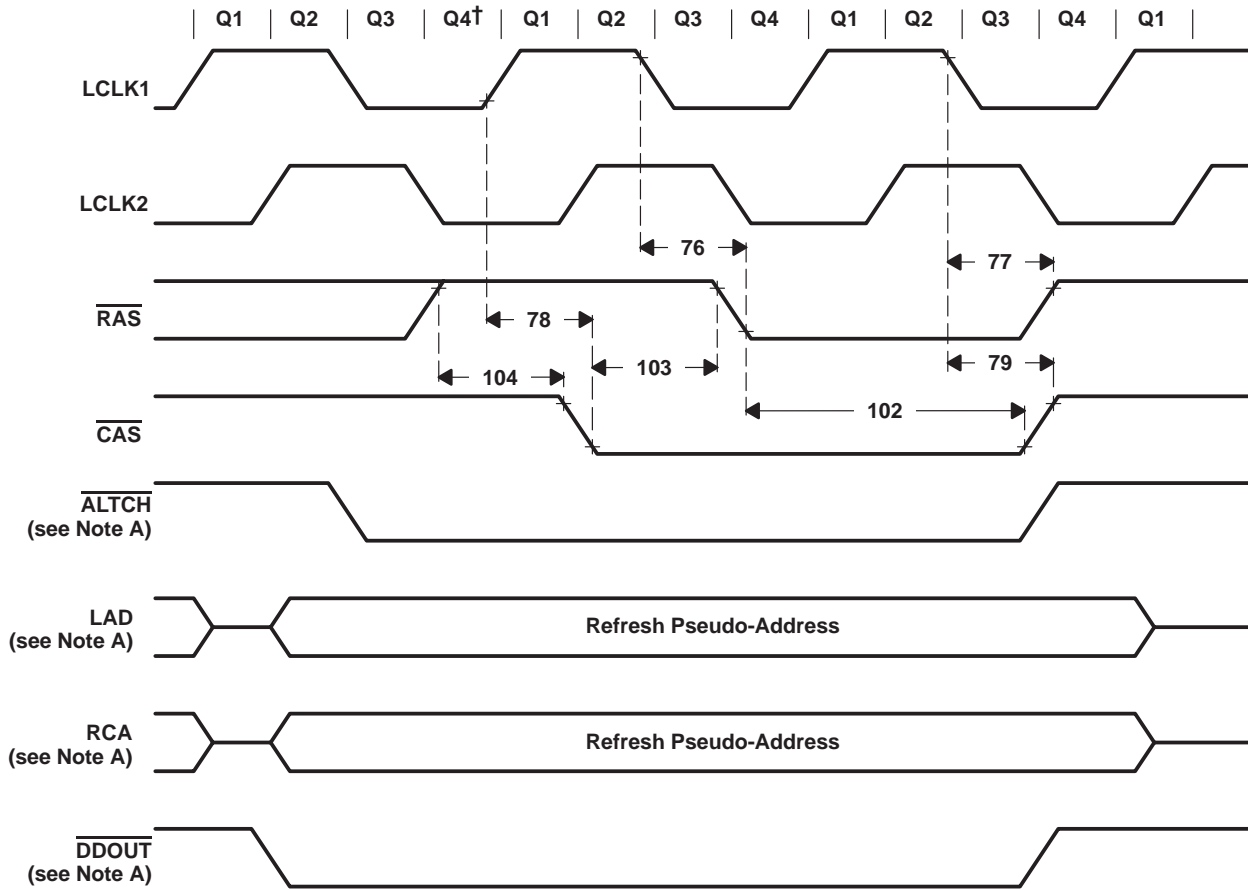 Q1 Q2 Q3 Q4† Q1 Q2 Q3 Q4 Q1 Q2 Q3 Q4 Q1
LCLK1
LCLK2
76
77
RAS
78
103
79
104
102
CAS
ALTCH
(see Note A)
LAD
(see Note A)
Refresh Pseudo-Address
RCA
(see Note A)
Refresh Pseudo-Address
DDOUT
(see Note A)